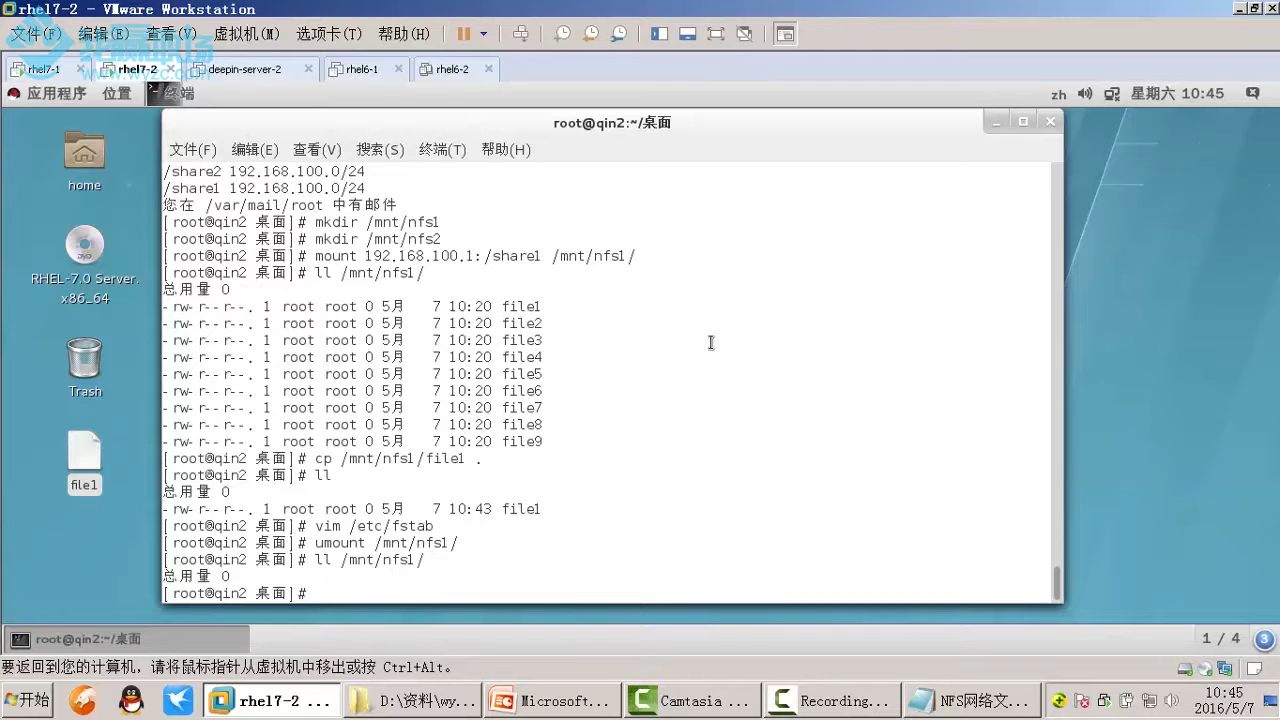 rhel7-2 - VMware Workstation
文件(F) 编辑(E) 查看(V) 虚拟机(M) 选项卡(T) 帮助(H)
www.wyzc.com
rhel7-1 rhel7-2 deepin-server-2 rhel6-1 rhel6-2
应用程序 位置 终端 zh 星期六 10:45
root@qin2:~/桌面
文件(F) 编辑(E) 查看(V) 搜索(S) 终端(T) 帮助(H)
/share2 192.168.100.0/24
/share1 192.168.100.0/24
您在 /var/mail/root 中有邮件
[root@qin2 桌面]# mkdir /mnt/nfs1
[root@qin2 桌面]# mkdir /mnt/nfs2
[root@qin2 桌面]# mount 192.168.100.1:/share1 /mnt/nfs1/
[root@qin2 桌面]# ll /mnt/nfs1/
总用量 0
-rw-r--r--. 1 root root 0 5月 7 10:20 file1
-rw-r--r--. 1 root root 0 5月 7 10:20 file2
-rw-r--r--. 1 root root 0 5月 7 10:20 file3
-rw-r--r--. 1 root root 0 5月 7 10:20 file4
-rw-r--r--. 1 root root 0 5月 7 10:20 file5
-rw-r--r--. 1 root root 0 5月 7 10:20 file6
-rw-r--r--. 1 root root 0 5月 7 10:20 file7
-rw-r--r--. 1 root root 0 5月 7 10:20 file8
-rw-r--r--. 1 root root 0 5月 7 10:20 file9
[root@qin2 桌面]# cp /mnt/nfs1/file1 .
[root@qin2 桌面]# ll
总用量 0
-rw-r--r--. 1 root root 0 5月 7 10:43 file1
[root@qin2 桌面]# vim /etc/fstab
[root@qin2 桌面]# umount /mnt/nfs1/
[root@qin2 桌面]# ll /mnt/nfs1/
总用量 0
[root@qin2 桌面]#
home
RHEL-7.0 Server.
x86_64
Trash
file1
root@qin2:~/桌面 1 / 4 3
要返回到您的计算机，请将鼠标指针从虚拟机中移出或按 Ctrl+Alt。
开始 rhel7-2 ... D:\资料\wy... Microsoft... Camtasia ... Recording... NFS网络文... 10:45
2016/5/7